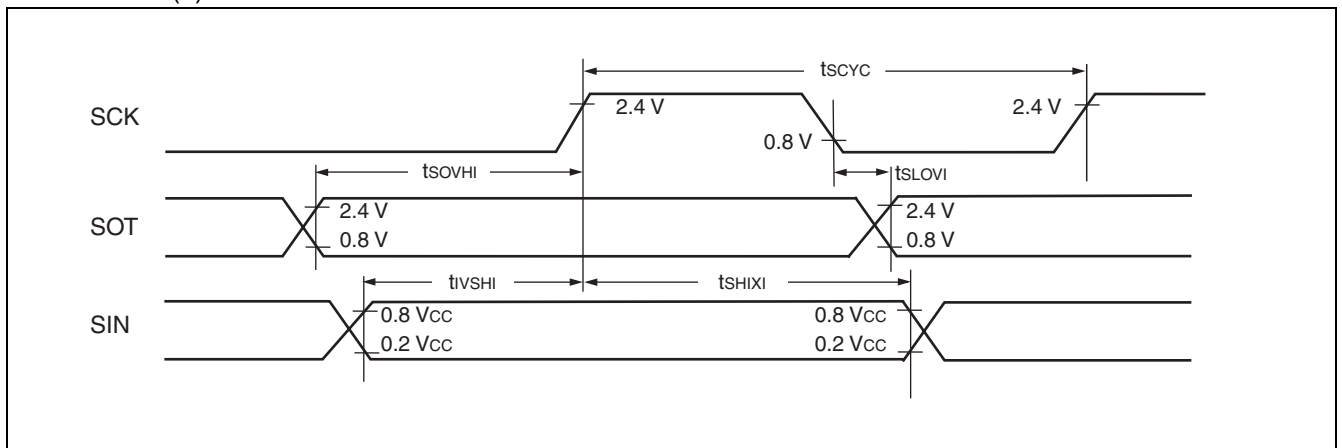 tSCYC
SCK
2.4 V
2.4 V
0.8 V
tSOVHI
tSLOVI
SOT
2.4 V
2.4 V
0.8 V
0.8 V
tIVSHI
tSHIXI
SIN
0.8 VCC
0.8 VCC
0.2 VCC
0.2 VCC